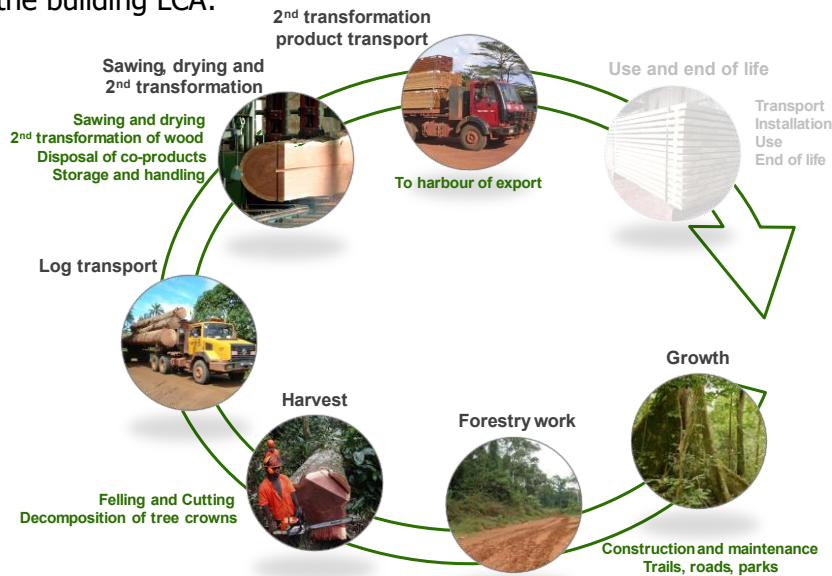 the building LCA.
2nd transformation
product transport
Sawing, drying and
2nd transformation
Use and end of life
Sawing and drying
2nd transformation of wood
Disposal of co-products
Storage and handling
Transport
Installation
Use
End of life
To harbour of export
Log transport
Growth
Harvest
Forestry work
Felling and Cutting
Decomposition of tree crowns
Construction and maintenance
Trails, roads, parks